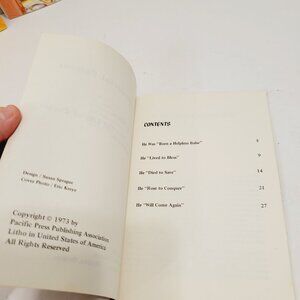 Design / Susan Sprague
Cover Photo / Eric Kreye
Copyright © 1973 by
Pacific Press Publishing Association
Litho in United States of America
All Rights Reserved
CONTENTS
He Was "Born a Helpless Babe" 5
He "Lived to Bless" 9
He "Died to Save" 14
He "Rose to Conquer" 21
He "Will Come Again" 27